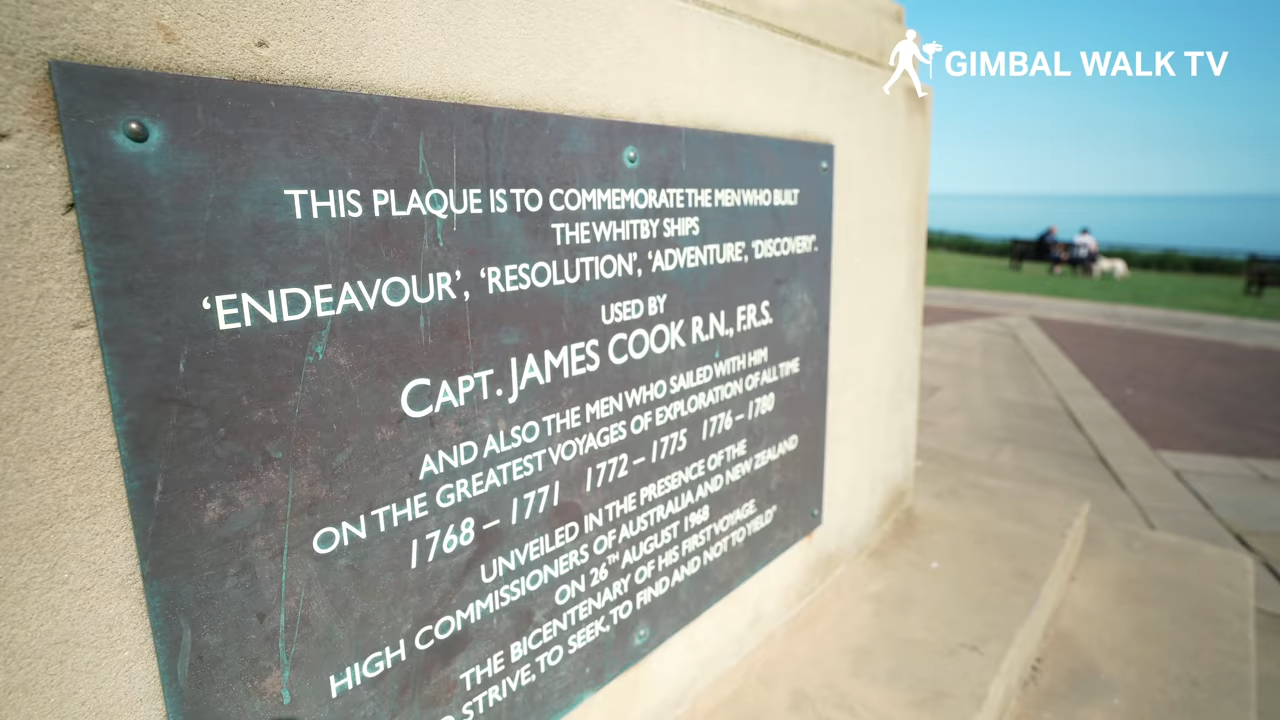 GIMBAL WALK TV
THIS PLAQUE IS TO COMMEMORATE THE MEN WHO BUILT
THE WHITBY SHIPS
‘ENDEAVOUR’, ‘RESOLUTION’, ‘ADVENTURE’, ‘DISCOVERY’.
USED BY
CAPT. JAMES COOK R.N., F.R.S.
AND ALSO THE MEN WHO SAILED WITH HIM
ON THE GREATEST VOYAGES OF EXPLORATION OF ALL TIME
1768 – 1771 1772 – 1775 1776 – 1780
UNVEILED IN THE PRESENCE OF THE
HIGH COMMISSIONERS OF AUSTRALIA AND NEW ZEALAND
ON 26TH AUGUST 1968
THE BICENTENARY OF HIS FIRST VOYAGE
STRIVE, TO SEEK, TO FIND AND NOT TO YIELD"